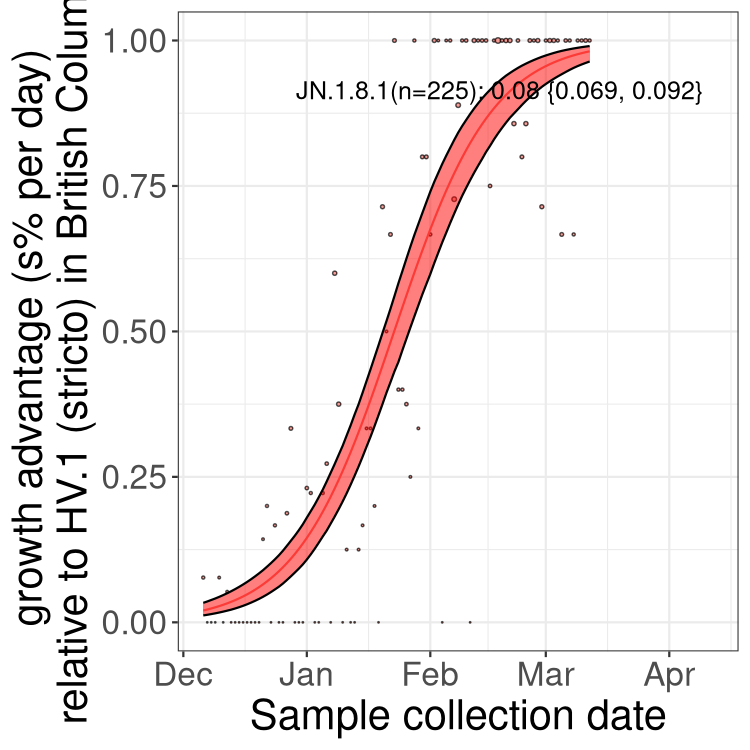 growth advantage (s% per day)
relative to HV.1 (stricto) in British Colum
1.00
0.75
0.50
0.25
0.00
JN.1.8.1(n=225): 0.08 {0.069, 0.092}
Dec Jan Feb Mar Apr
Sample collection date